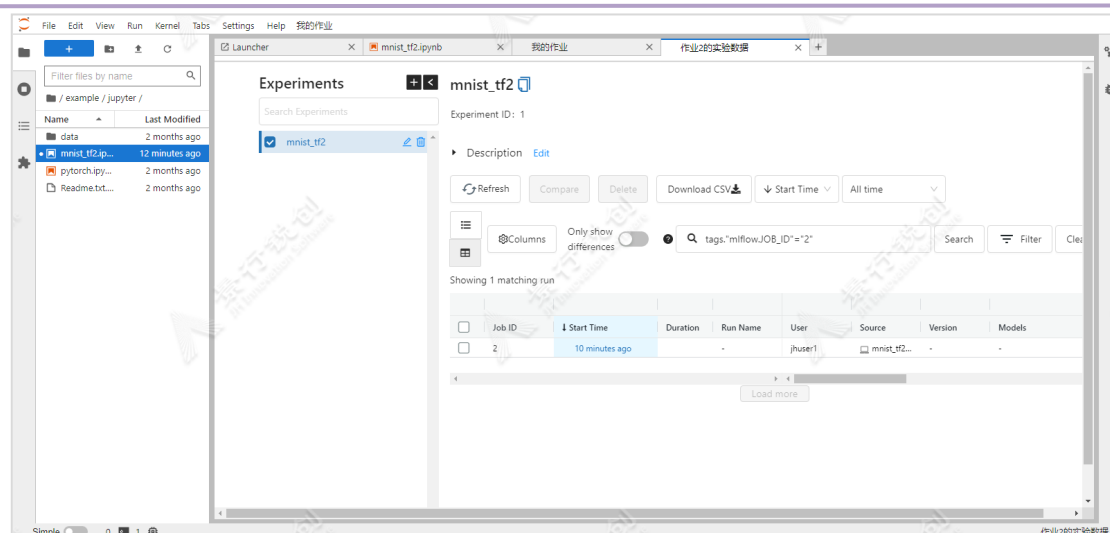 File Edit View Run Kernel Tabs Settings Help 我的作业
Launcher mnist_tf2.ipynb 我的作业 作业2的实验数据
Filter files by name
/ example / jupyter /
Name Last Modified
data 2 months ago
mnist_tf2.ip... 12 minutes ago
pytorch.ipy... 2 months ago
Readme.txt.... 2 months ago
Experiments
Search Experiments
mnist_tf2
mnist_tf2
Experiment ID: 1
Description Edit
Refresh Compare Delete Download CSV Start Time All time
Columns Only show differences tags."mlflow.JOB_ID"="2" Search Filter Clea
Showing 1 matching run
Job ID Start Time Duration Run Name User Source Version Models
2 10 minutes ago - jhuser1 mnist_tf2... - -
Load more
Simple 0 1 作业2的实验数据